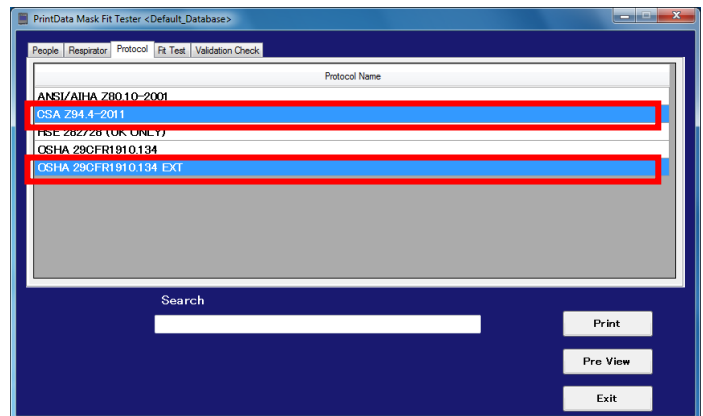 PrintData Mask Fit Tester <Default_Database>
People Respirator Protocol Fit Test Validation Check
Protocol Name
ANSI/AIHA Z80.10-2001
CSA Z94.4-2011
HSE 282/28 (UK ONLY)
OSHA 29CFR1910.134
OSHA 29CFR1910.134 EXT
Search
Print
Pre View
Exit